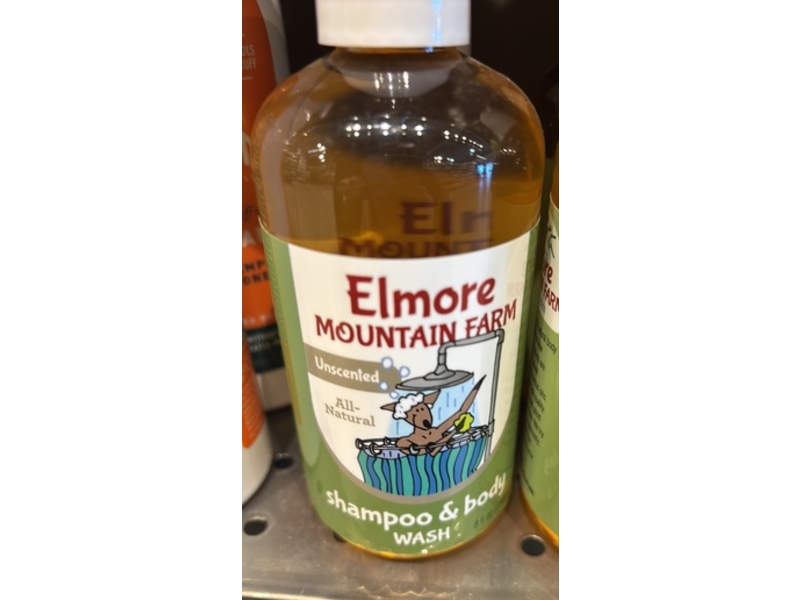 Elmore
MOUNTAIN FARM
Unscented
All-
Natural
shampoo & body
WASH